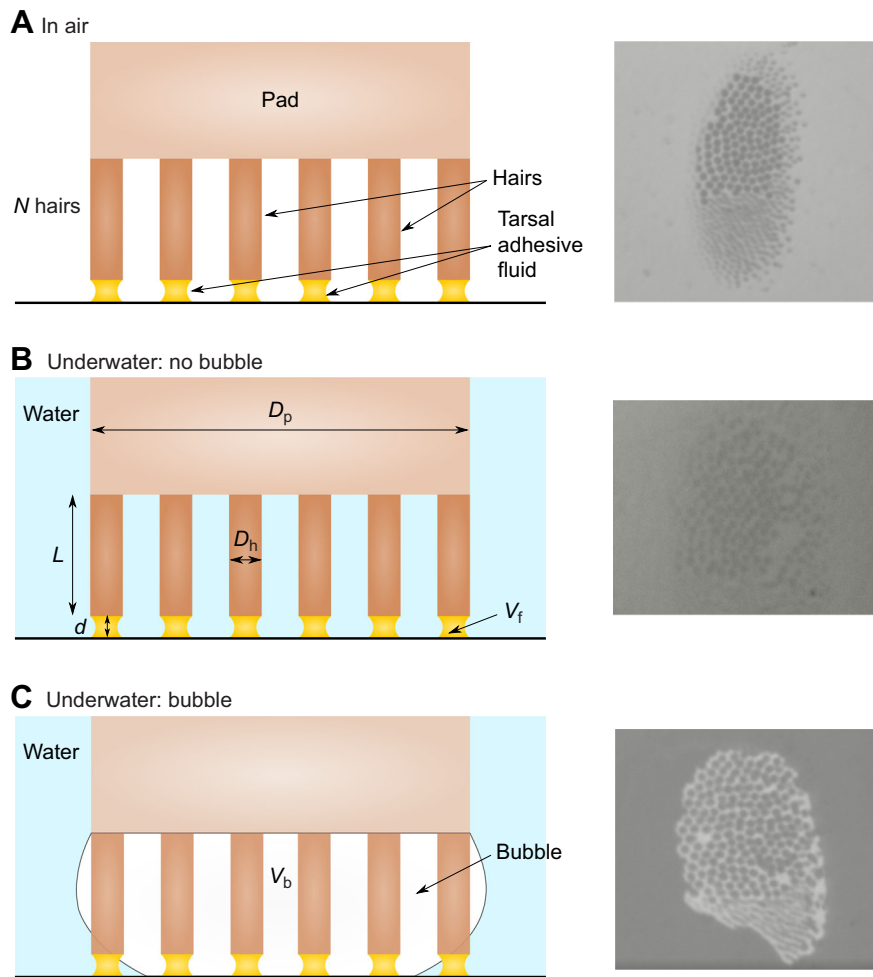 A In air
Pad
N hairs
Hairs
Tarsal
adhesive
fluid
B Underwater: no bubble
Water
Dp
L
Dh
d
Vf
C Underwater: bubble
Water
Bubble
Vb